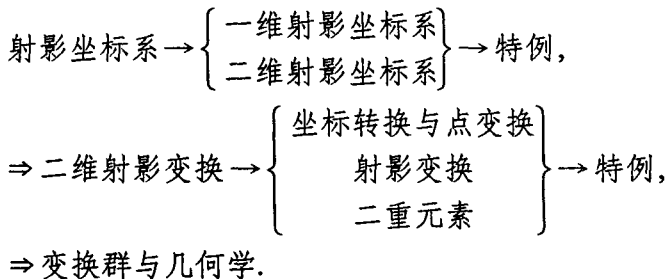 射影坐标系→{一维射影坐标系
二维射影坐标系}→特例,
⇒二维射影变换→{坐标转换与点变换
射影变换
二重元素}→特例,
⇒变换群与几何学.